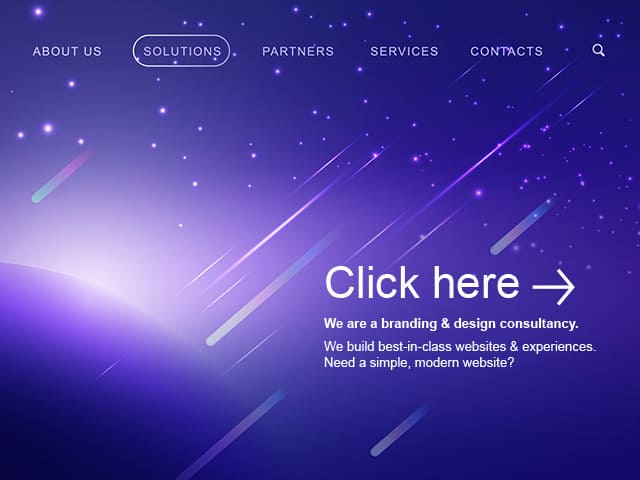 ABOUT US SOLUTIONS PARTNERS SERVICES CONTACTS
Click here
We are a branding & design consultancy.
We build best-in-class websites & experiences.
Need a simple, modern website?